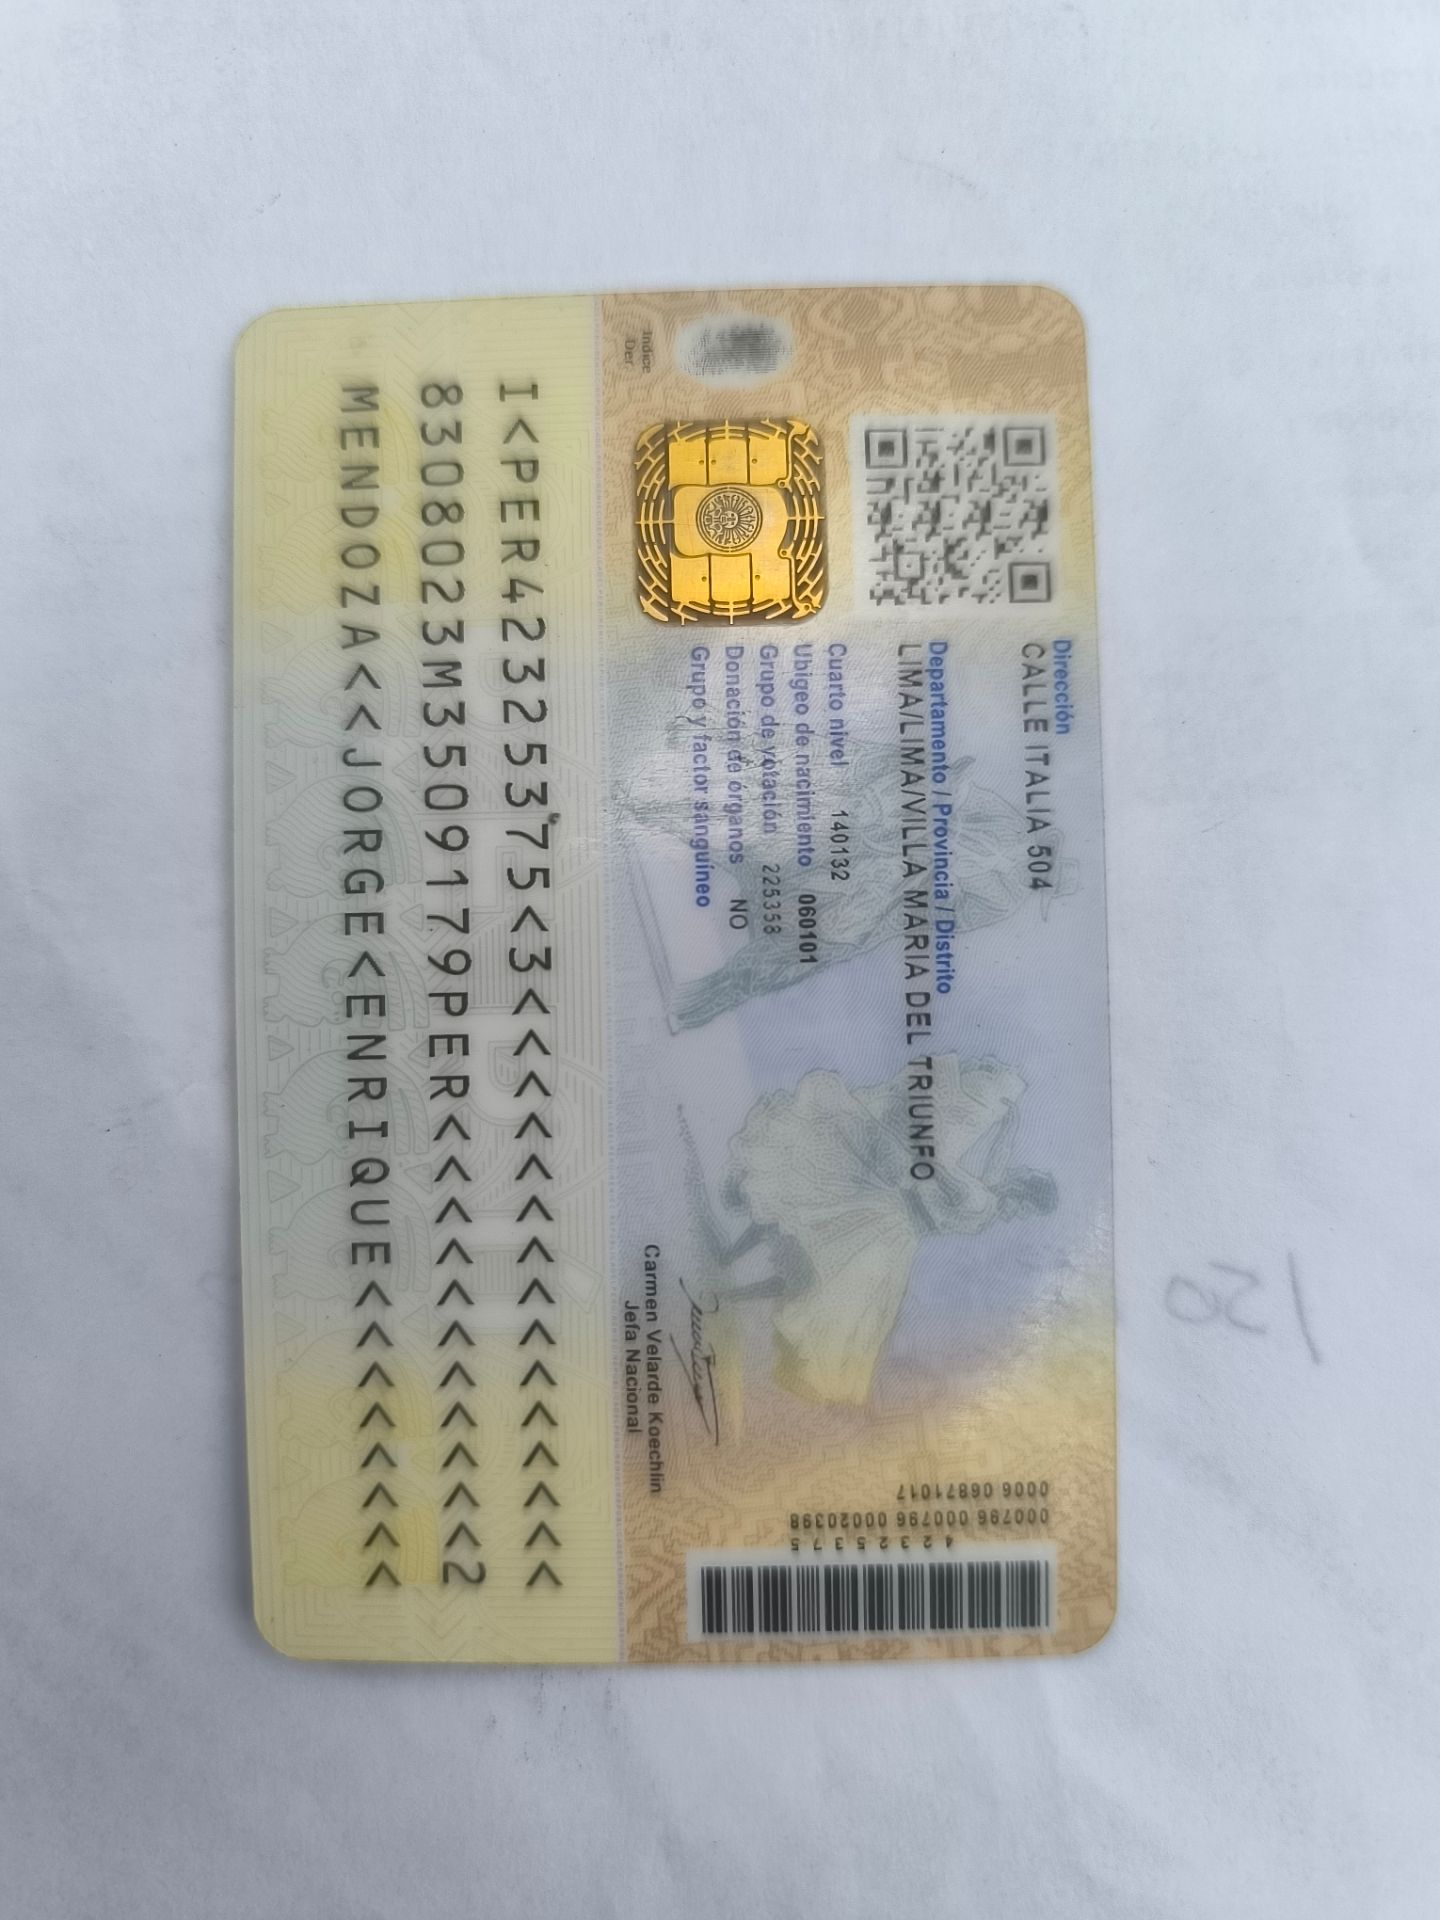 Dirección
CALLE ITALIA 504
Departamento / Provincia / Distrito
LIMA/LIMA/VILLA MARIA DEL TRIUNFO
Cuarto nivel 140132
Ubigeo de nacimiento 060101
Grupo de votación 225358
Donación de órganos NO
Grupo y factor sanguíneo
Indice
Der
Carmen Velarde Koechlin
Jefa Nacional
0006 06871017
000796 000796 00020398
4 2 3 2 5 3 7 5
I<PER42325375<3<<<<<<<<<<<<<<<
8308023M3509179PER<<<<<<<<<<<2
MENDOZA<<JORGE<ENRIQUE<<<<<<<<